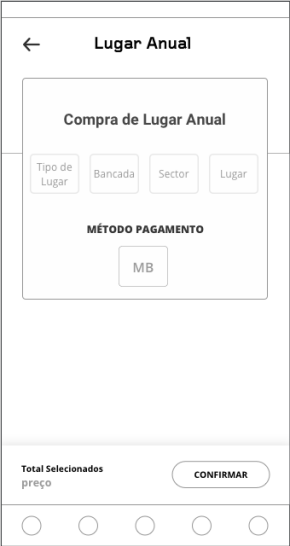 Lugar Anual
Compra de Lugar Anual
Tipo de
Lugar
Bancada
Sector
Lugar
MÉTODO PAGAMENTO
MB
Total Selecionados
preço
CONFIRMAR